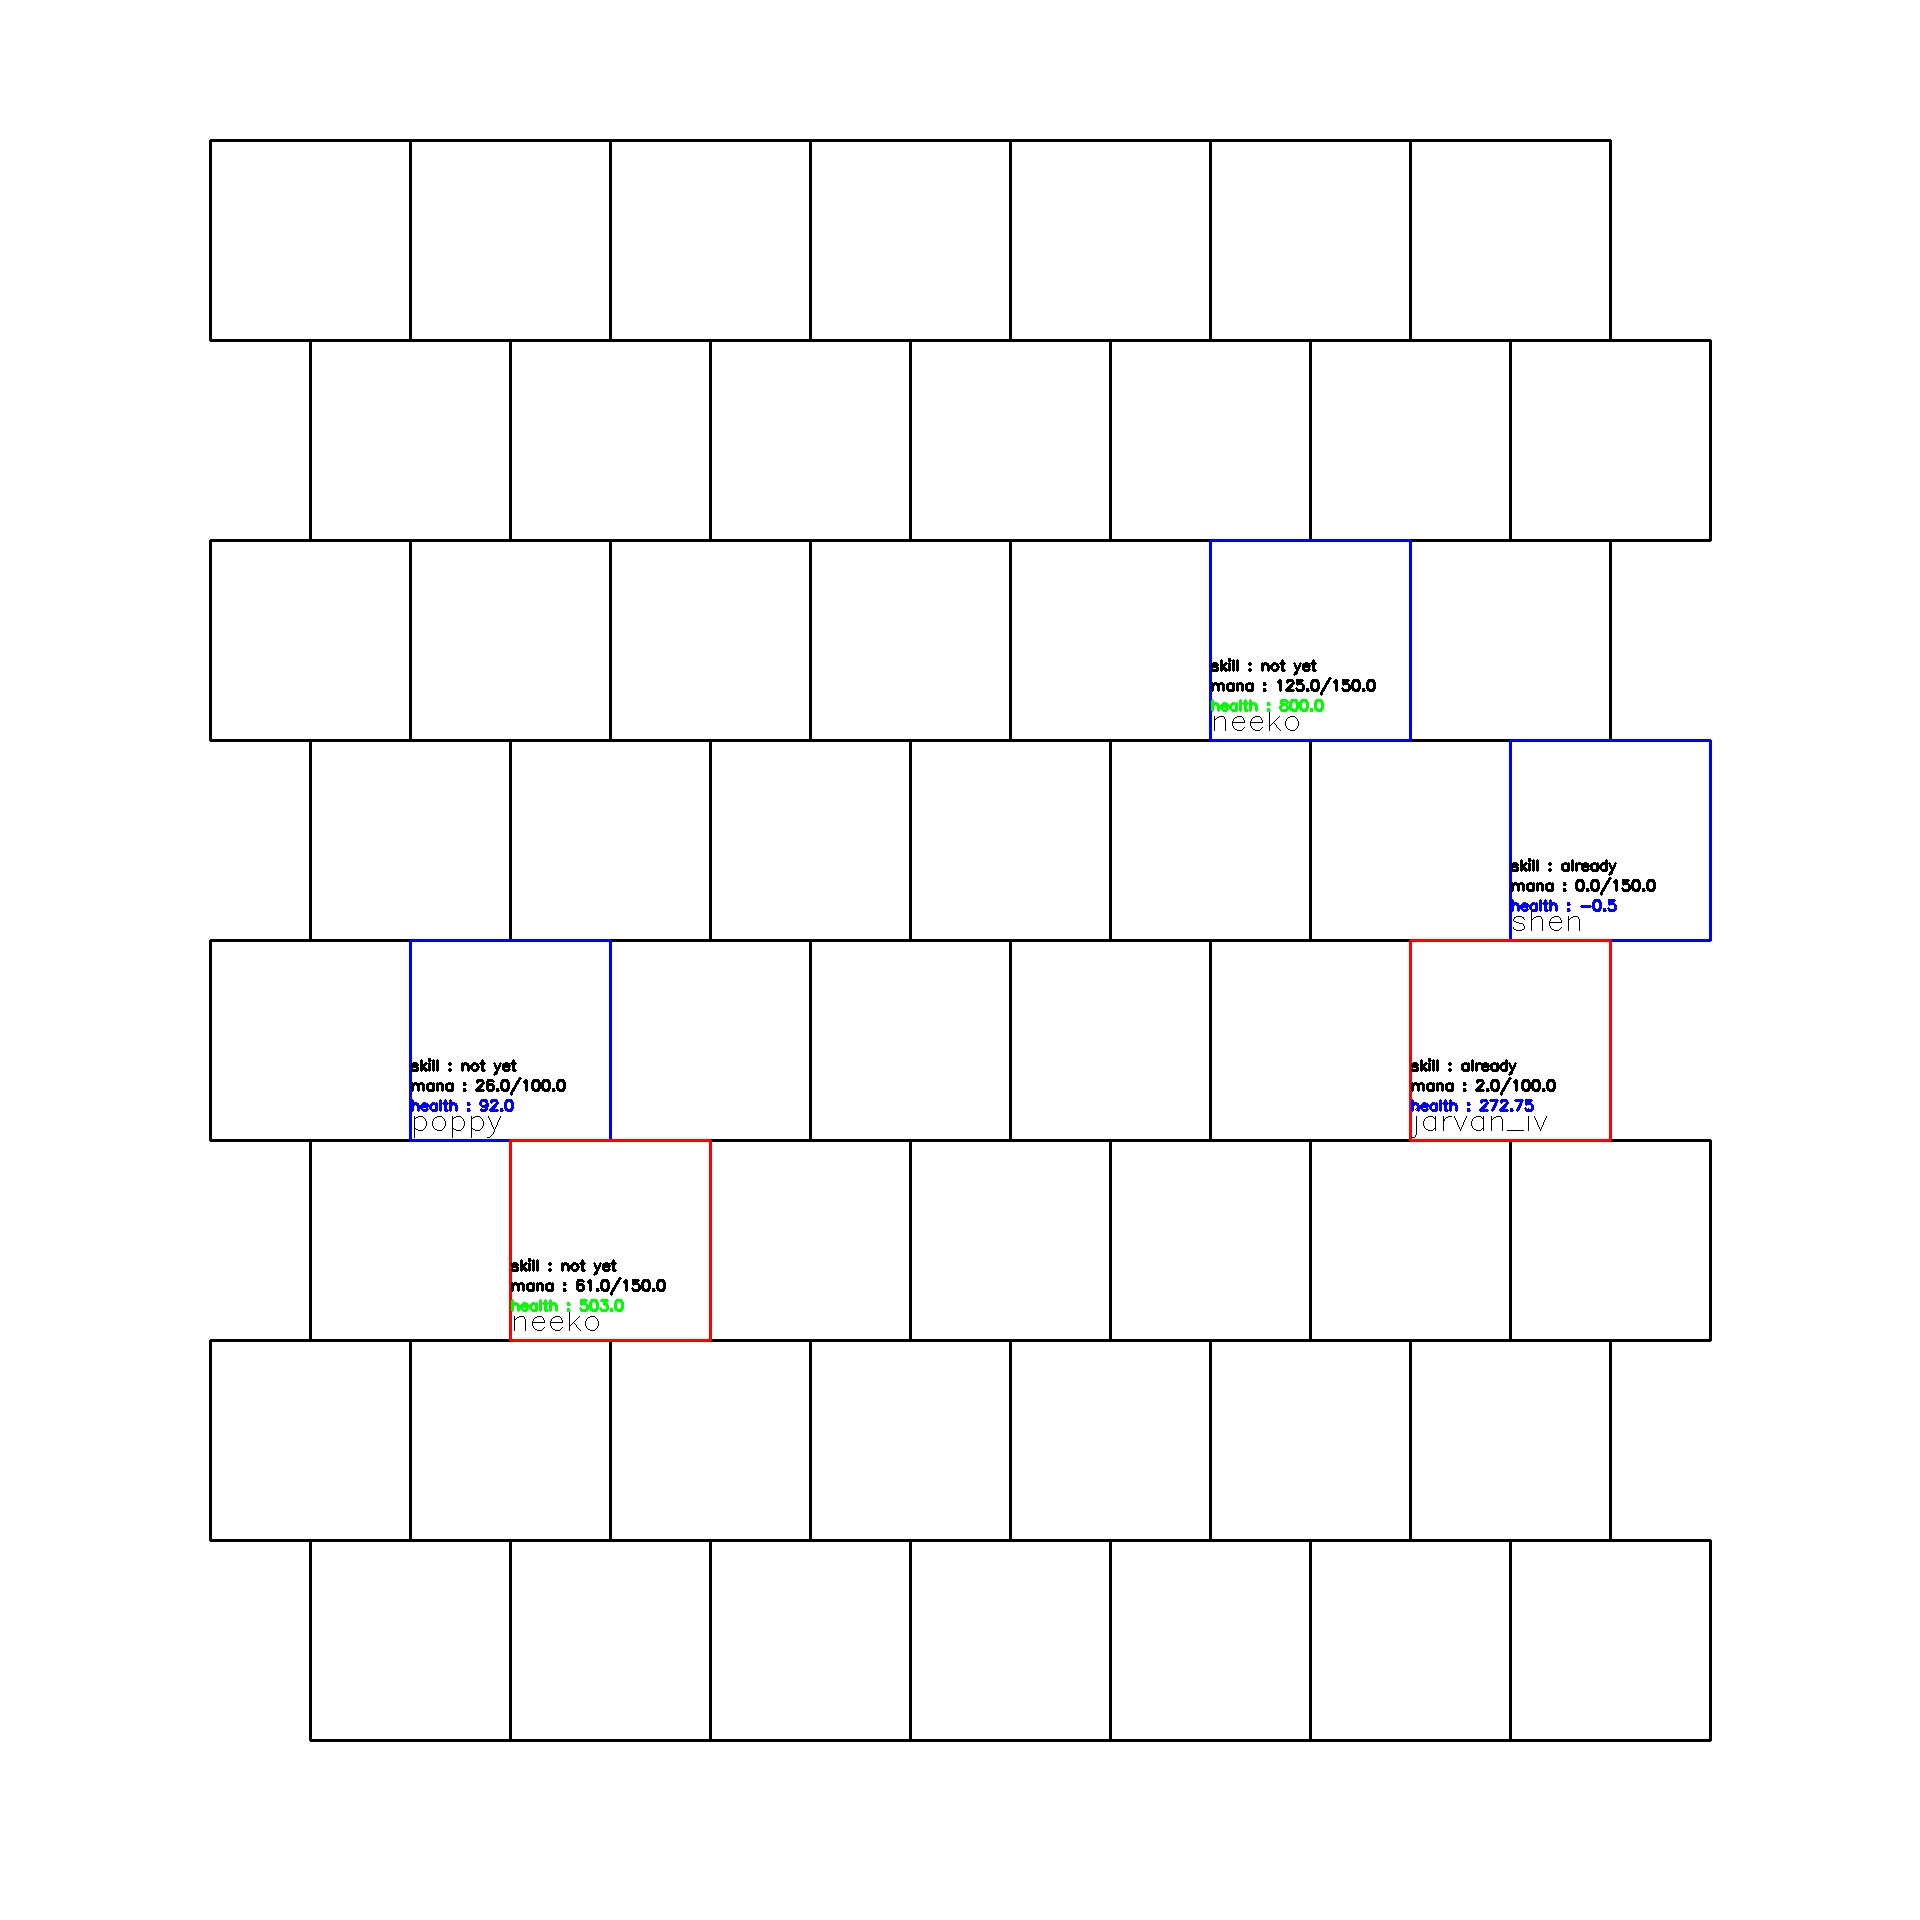 skill : not yet
mana : 125.0/150.0
health : 800.0
neeko
skill : already
mana : 0.0/150.0
health : -0.5
shen
skill : not yet
mana : 26.0/100.0
health : 92.0
poppy
skill : already
mana : 2.0/100.0
health : 272.75
jarvan_iv
skill : not yet
mana : 61.0/150.0
health : 503.0
neeko